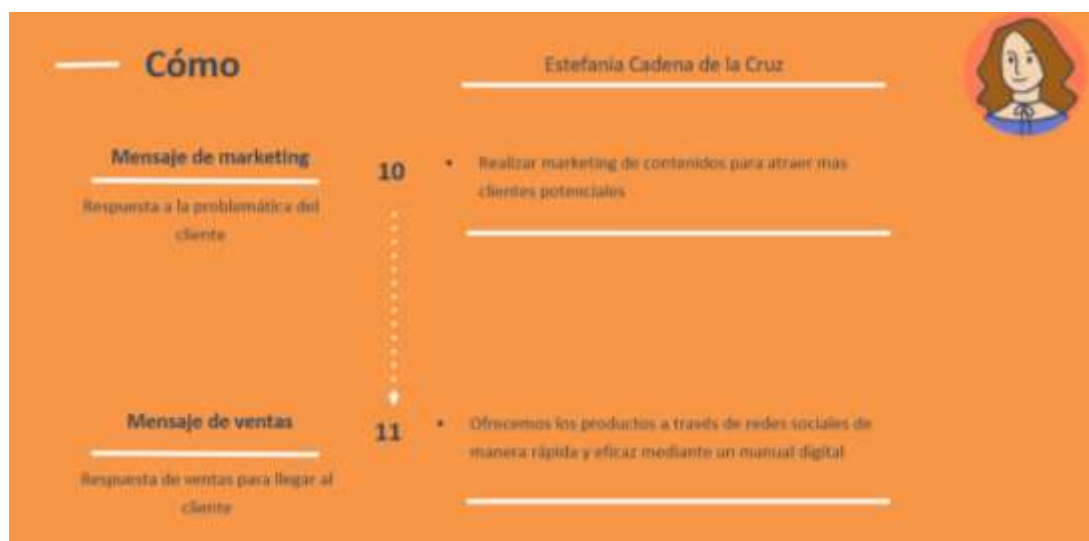 Cómo
Estefania Cadena de la Cruz
Mensaje de marketing
10
• Realizar marketing de contenidos para atraer mas
clientes potenciales
Respuesta a la problemática del
cliente
Mensaje de ventas
11
• Ofrecemos los productos a través de redes sociales de
manera rápida y eficaz mediante un manual digital
Respuesta de ventas para llegar al
cliente